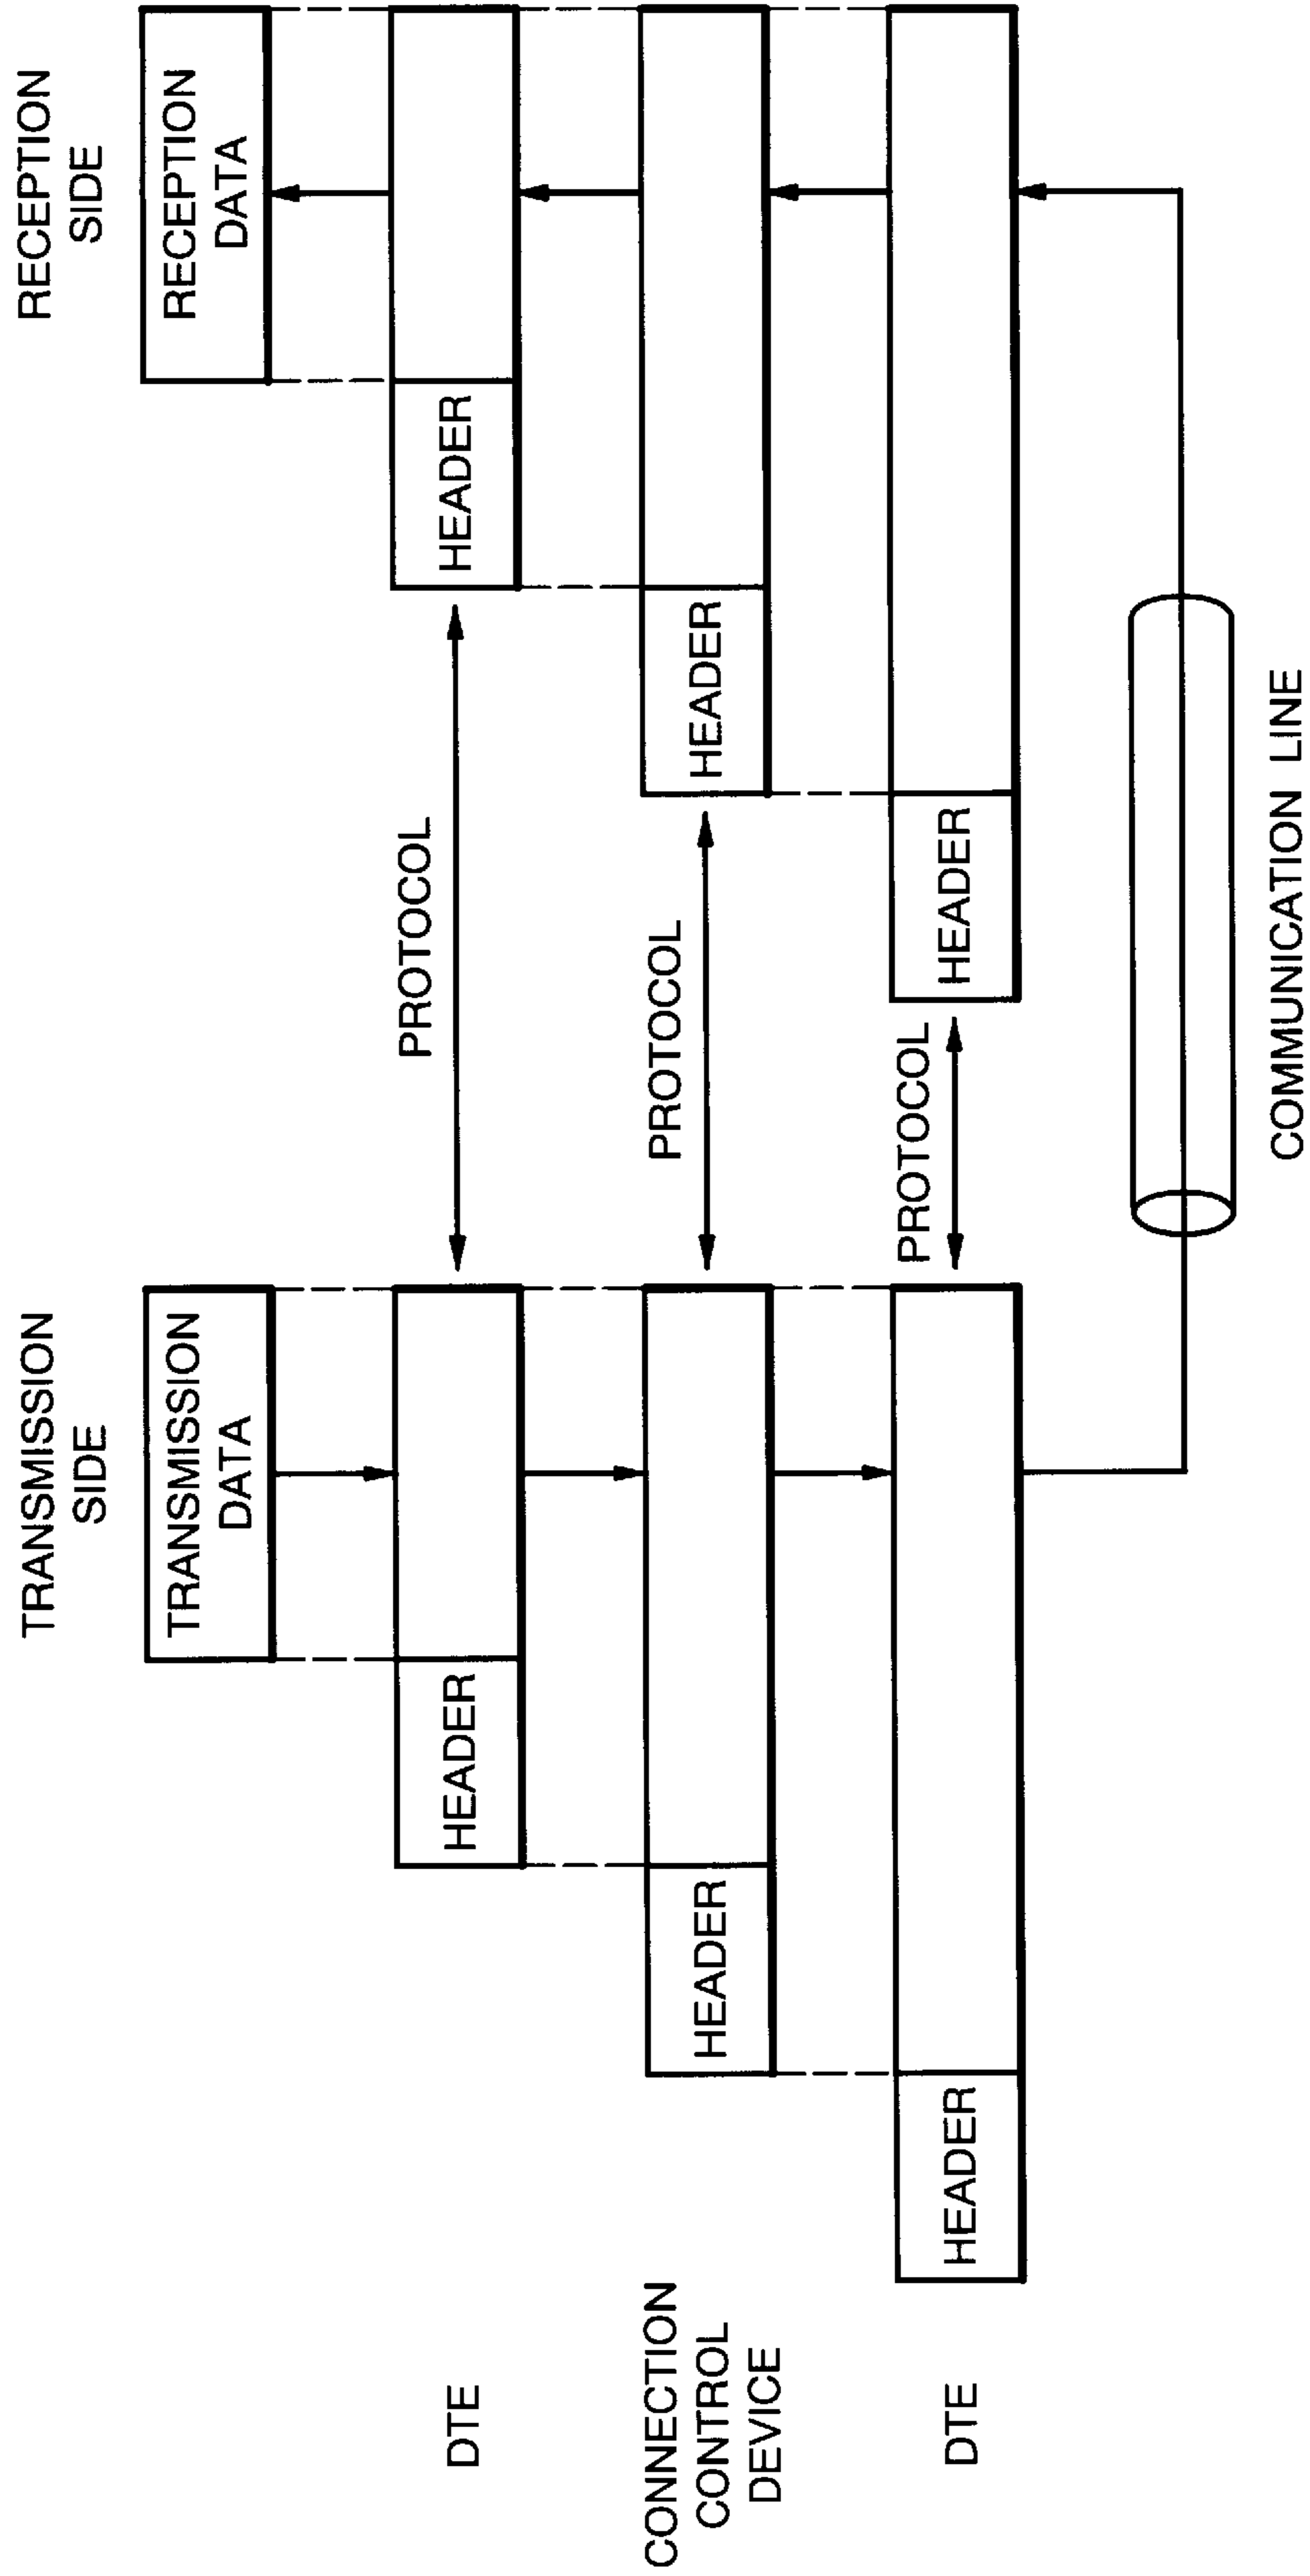 TRANSMISSION
SIDE
RECEPTION
SIDE
TRANSMISSION
DATA
RECEPTION
DATA
DTE
HEADER
PROTOCOL
HEADER
CONNECTION
CONTROL
DEVICE
HEADER
PROTOCOL
HEADER
DTE
HEADER
PROTOCOL
HEADER
COMMUNICATION LINE